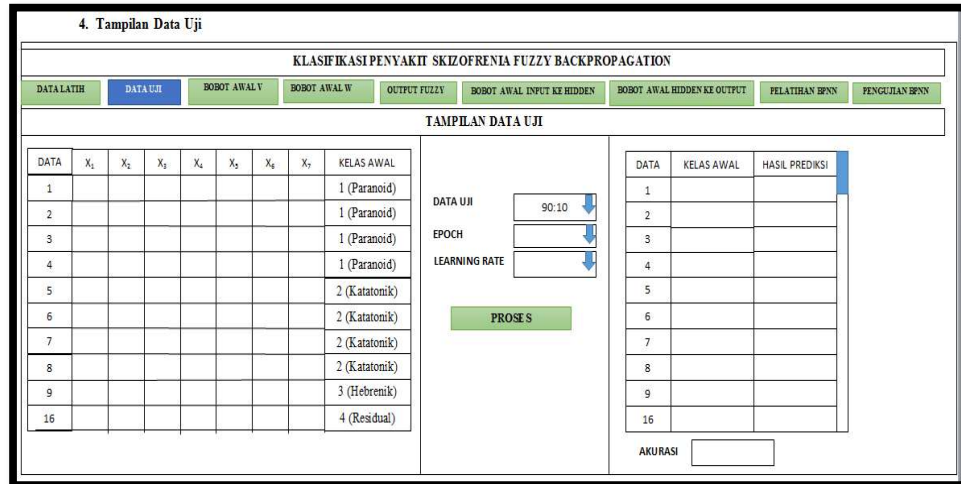 4. Tampilan Data Uji
KLASIFIKASI PENYAKIT SKIZOFRENIA FUZZY BACKPROPAGATION
DATA LATIH DATA UJI BOBOT AWAL V BOBOT AWAL W OUTPUT FUZZY BOBOT AWAL INPUT KE HIDDEN BOBOT AWAL HIDDEN KE OUTPUT PELATIHAN BPNN PENGUJIAN BPNN
TAMPILAN DATA UJI
DATA X₁ X₂ X₃ X₄ X₅ X₆ X₇ KELAS AWAL
1 1 (Paranoid)
2 1 (Paranoid)
3 1 (Paranoid)
4 1 (Paranoid)
5 2 (Katatonik)
6 2 (Katatonik)
7 2 (Katatonik)
8 2 (Katatonik)
9 3 (Hebrenik)
16 4 (Residual)
DATA UJI 90:10
EPOCH
LEARNING RATE
PROSES
DATA KELAS AWAL HASIL PREDIKSI
1
2
3
4
5
6
7
8
9
16
AKURASI